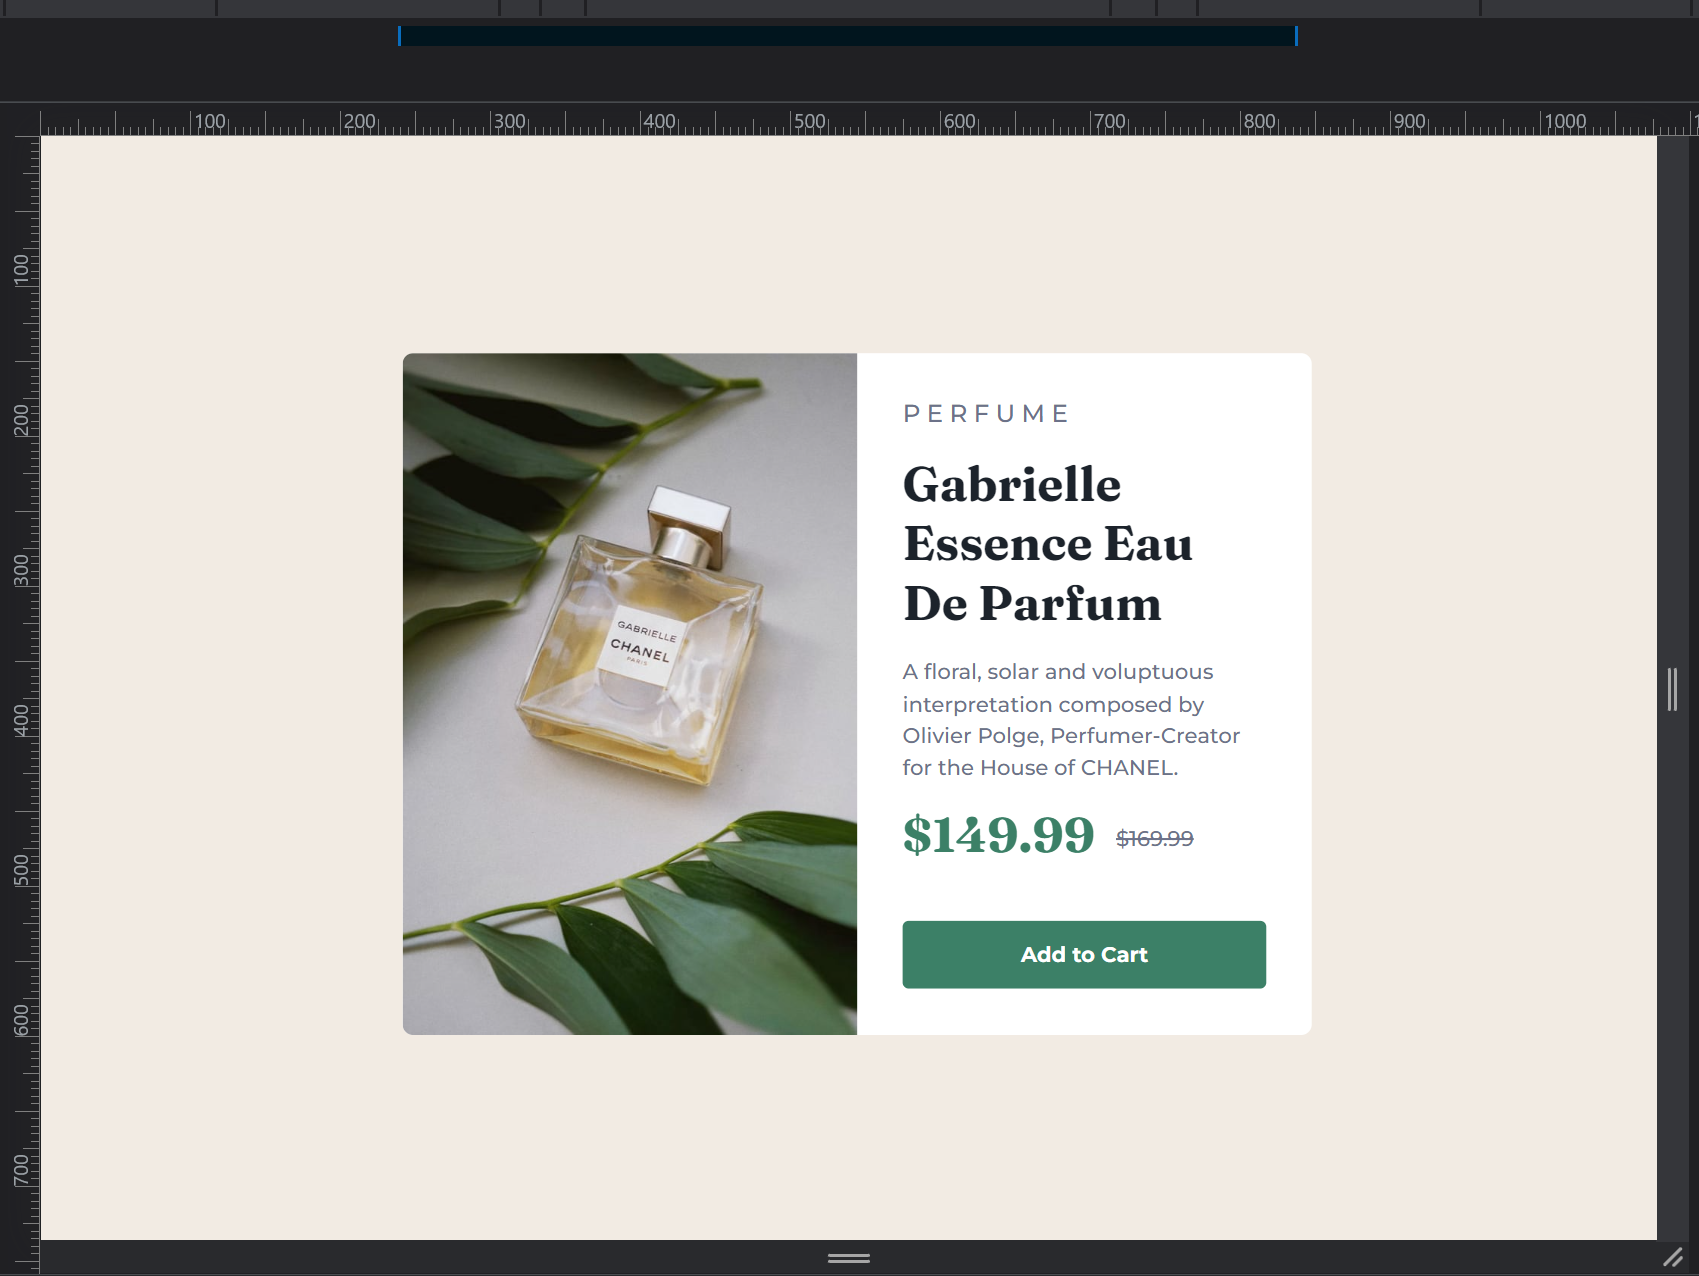 100 200 300 400 500 600 700 800 900 1000
100
200
300
400
500
600
700
GABRIELLE
CHANEL
PARIS
PERFUME
Gabrielle
Essence Eau
De Parfum
A floral, solar and voluptuous
interpretation composed by
Olivier Polge, Perfumer-Creator
for the House of CHANEL.
$149.99 $169.99
Add to Cart